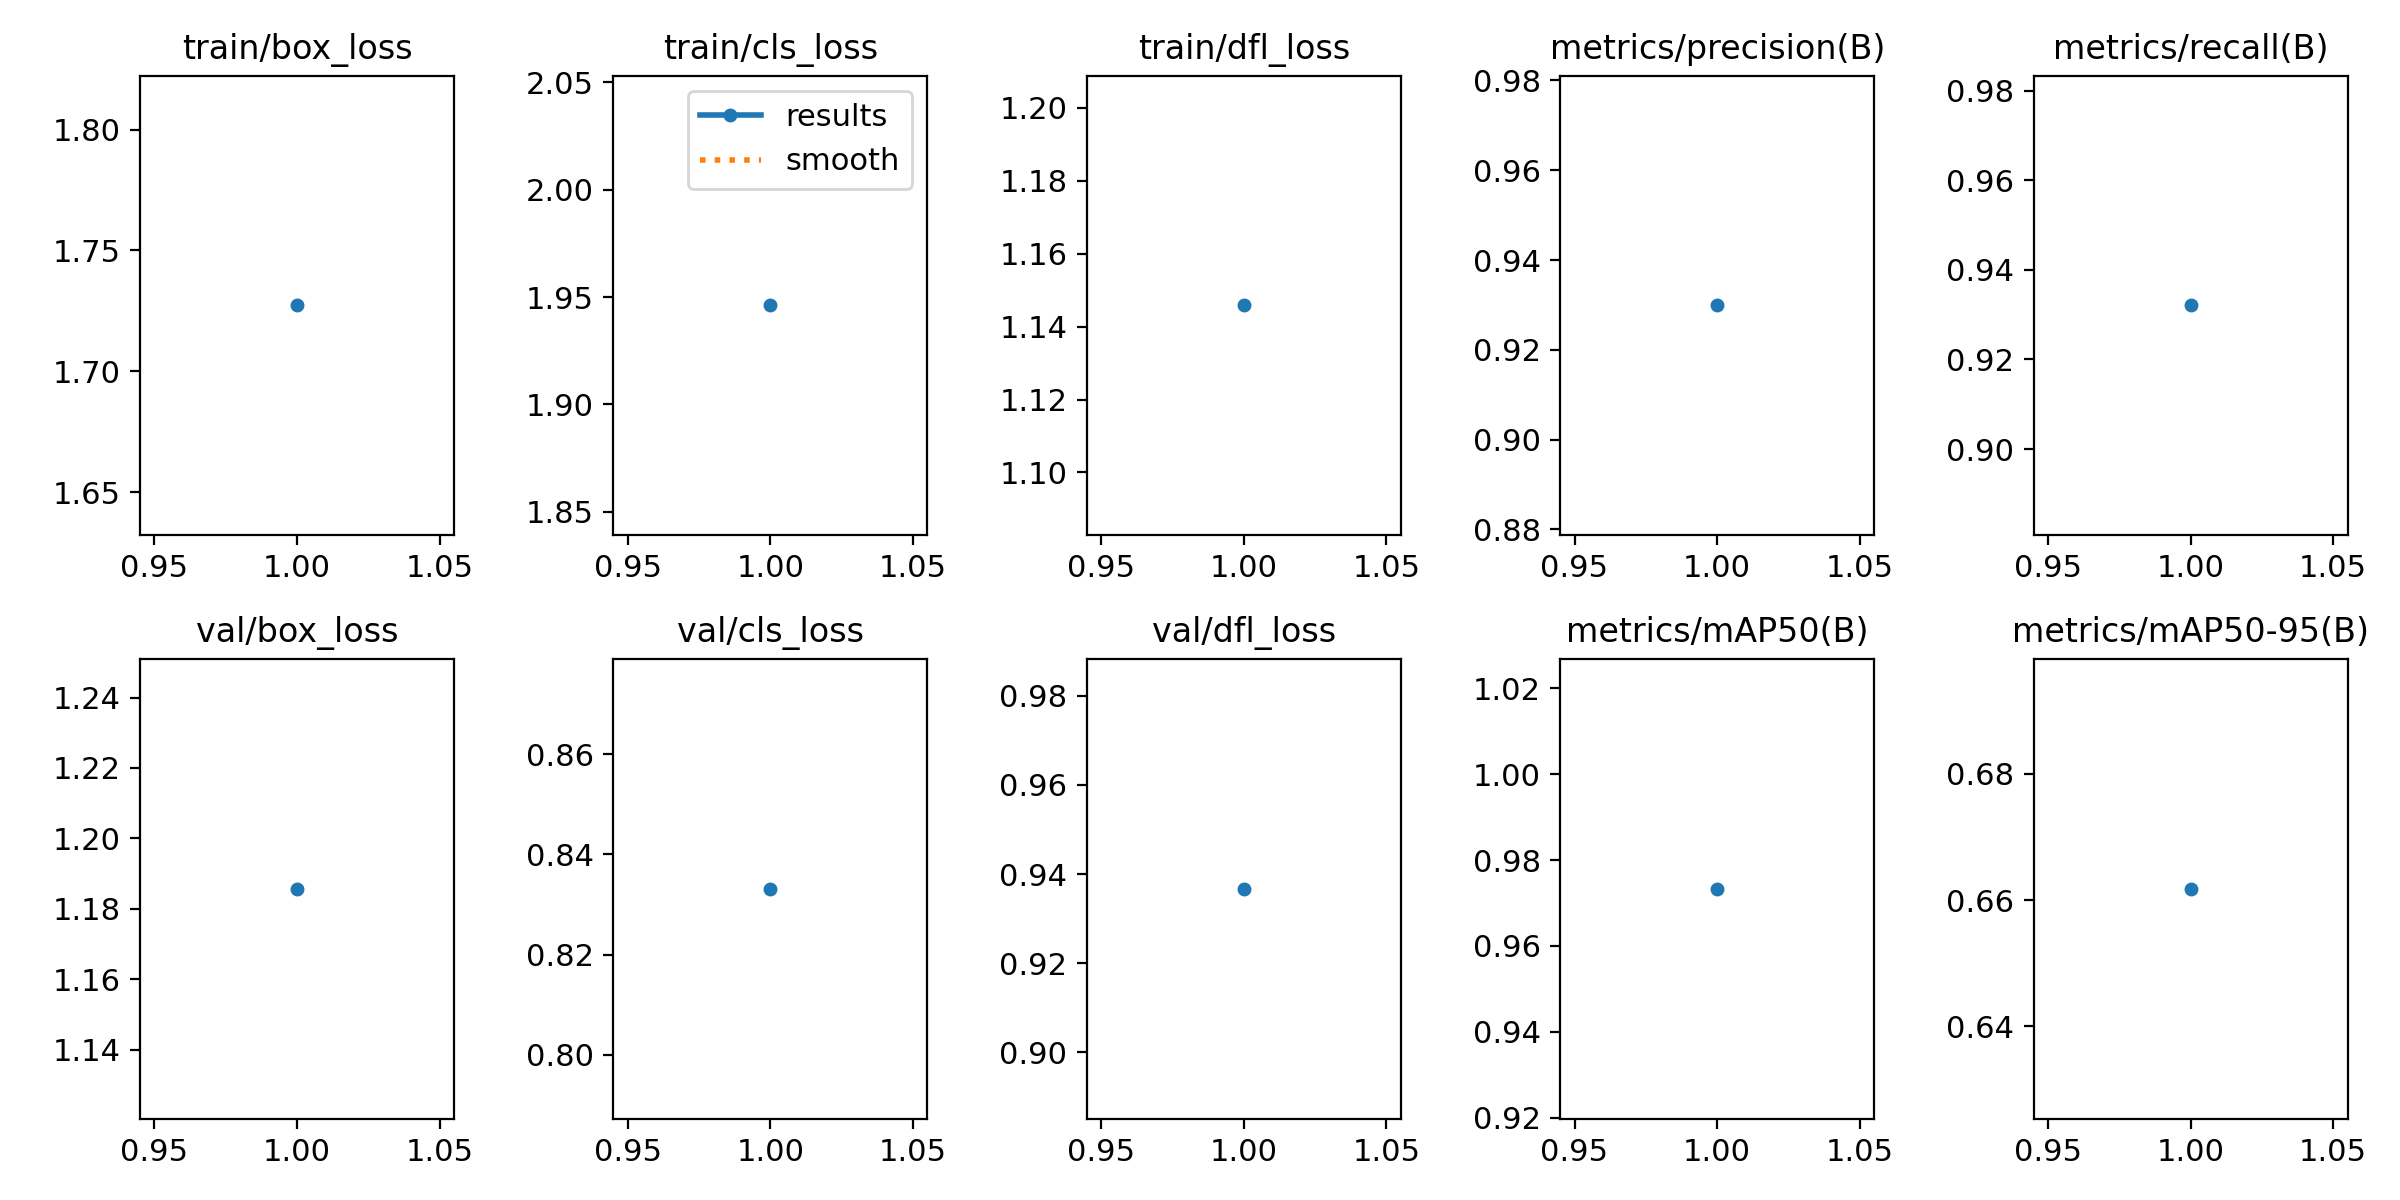 train/box_loss
1.80
1.75
1.70
1.65
0.95 1.00 1.05
train/cls_loss
2.05
2.00
1.95
1.90
1.85
results
smooth
0.95 1.00 1.05
train/dfl_loss
1.20
1.18
1.16
1.14
1.12
1.10
0.95 1.00 1.05
metrics/precision(B)
0.98
0.96
0.94
0.92
0.90
0.88
0.95 1.00 1.05
metrics/recall(B)
0.98
0.96
0.94
0.92
0.90
0.95 1.00 1.05
val/box_loss
1.24
1.22
1.20
1.18
1.16
1.14
0.95 1.00 1.05
val/cls_loss
0.86
0.84
0.82
0.80
0.95 1.00 1.05
val/dfl_loss
0.98
0.96
0.94
0.92
0.90
0.95 1.00 1.05
metrics/mAP50(B)
1.02
1.00
0.98
0.96
0.94
0.92
0.95 1.00 1.05
metrics/mAP50-95(B)
0.68
0.66
0.64
0.95 1.00 1.05